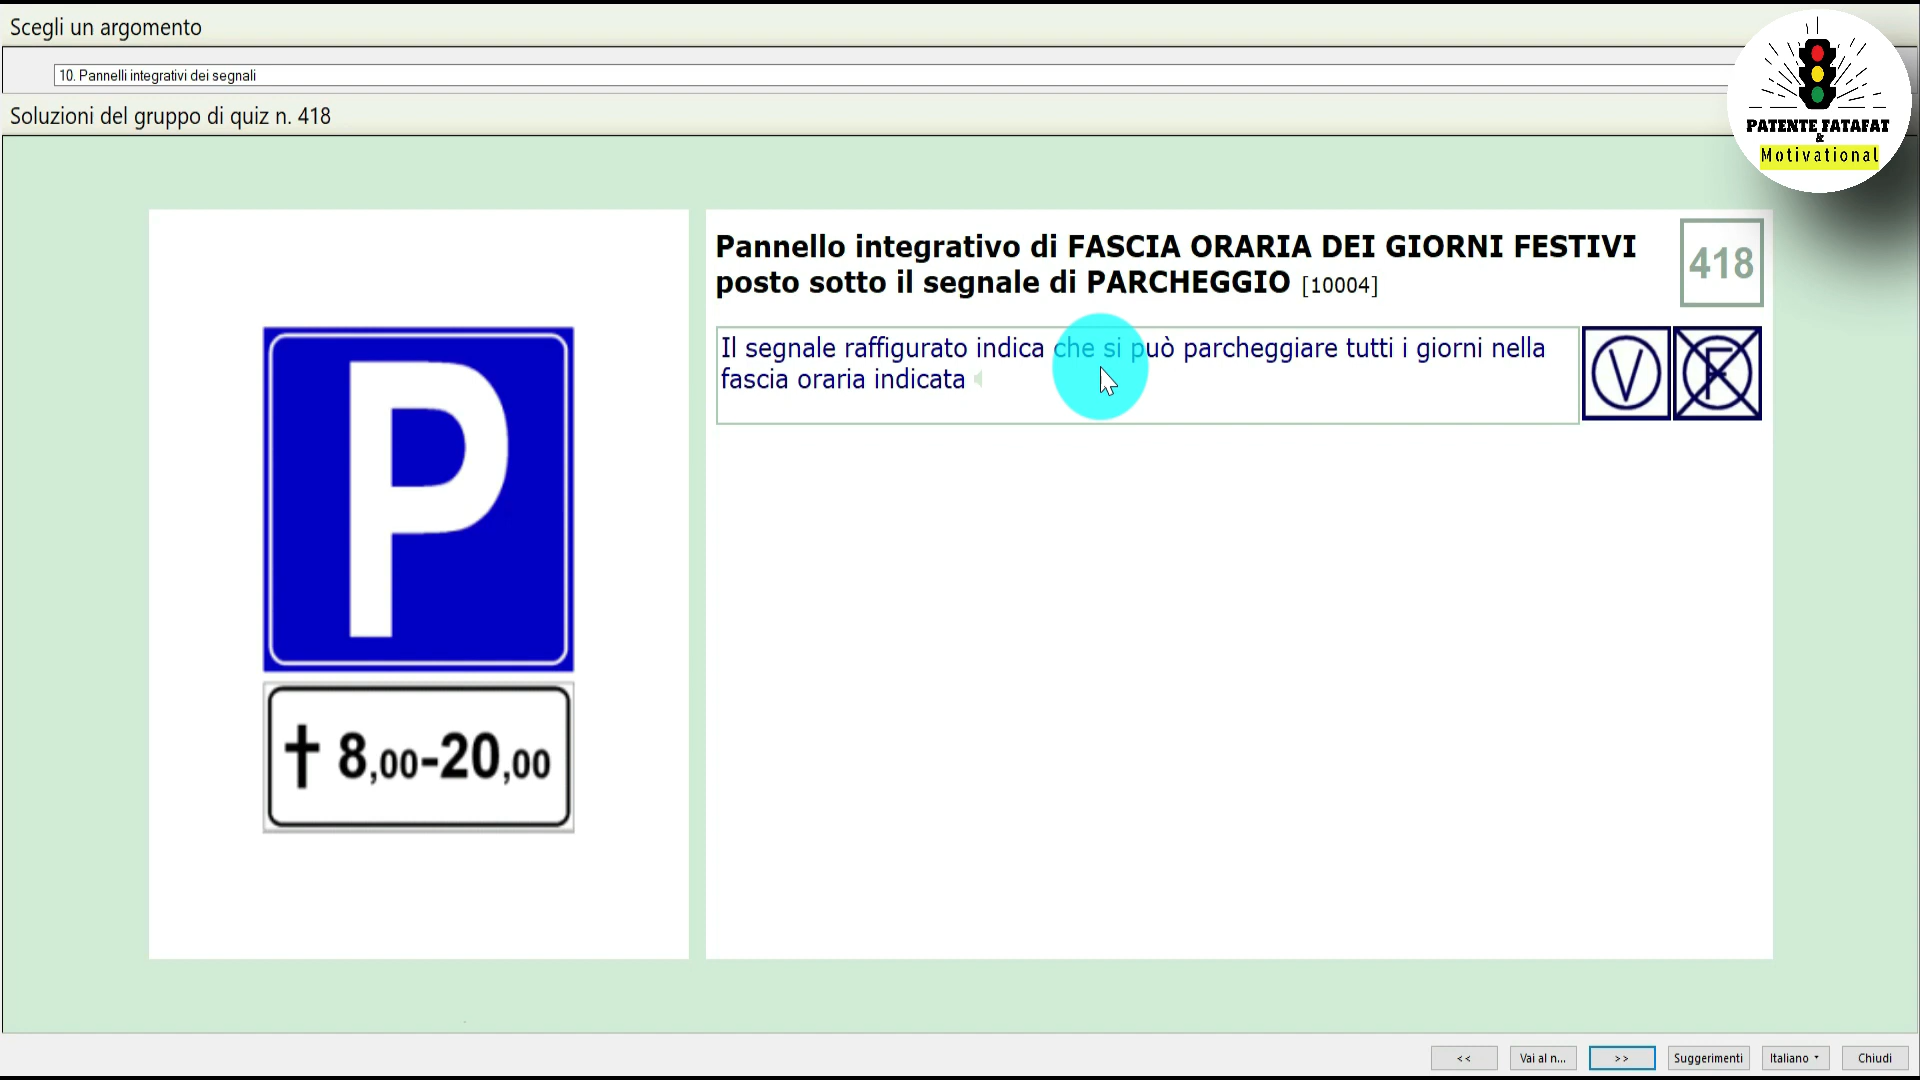 Scegli un argomento
10. Pannelli integrativi dei segnali
Soluzioni del gruppo di quiz n. 418
PATENTE FATAFAT
&
Motivational
Pannello integrativo di FASCIA ORARIA DEI GIORNI FESTIVI
posto sotto il segnale di PARCHEGGIO [10004]
418
Il segnale raffigurato indica che si può parcheggiare tutti i giorni nella
fascia oraria indicata
V F
P
8,00-20,00
<< Vai al n... >> Suggerimenti Italiano Chiudi